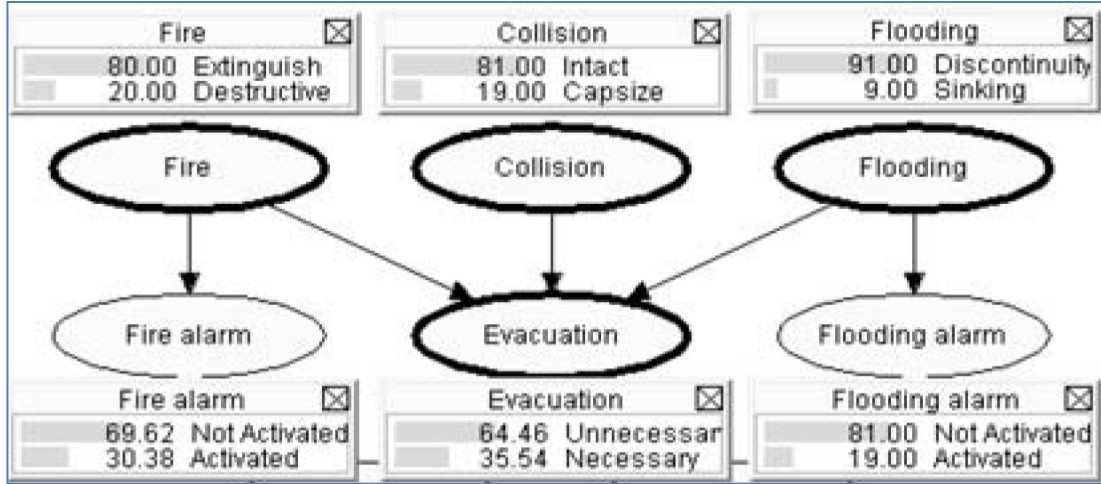 Fire
80.00 Extinguish
20.00 Destructive
Collision
81.00 Intact
19.00 Capsize
Flooding
91.00 Discontinuity
9.00 Sinking
Fire
Collision
Flooding
Fire alarm
Evacuation
Flooding alarm
Fire alarm
69.62 Not Activated
30.38 Activated
Evacuation
64.46 Unnecessar
35.54 Necessary
Flooding alarm
81.00 Not Activated
19.00 Activated